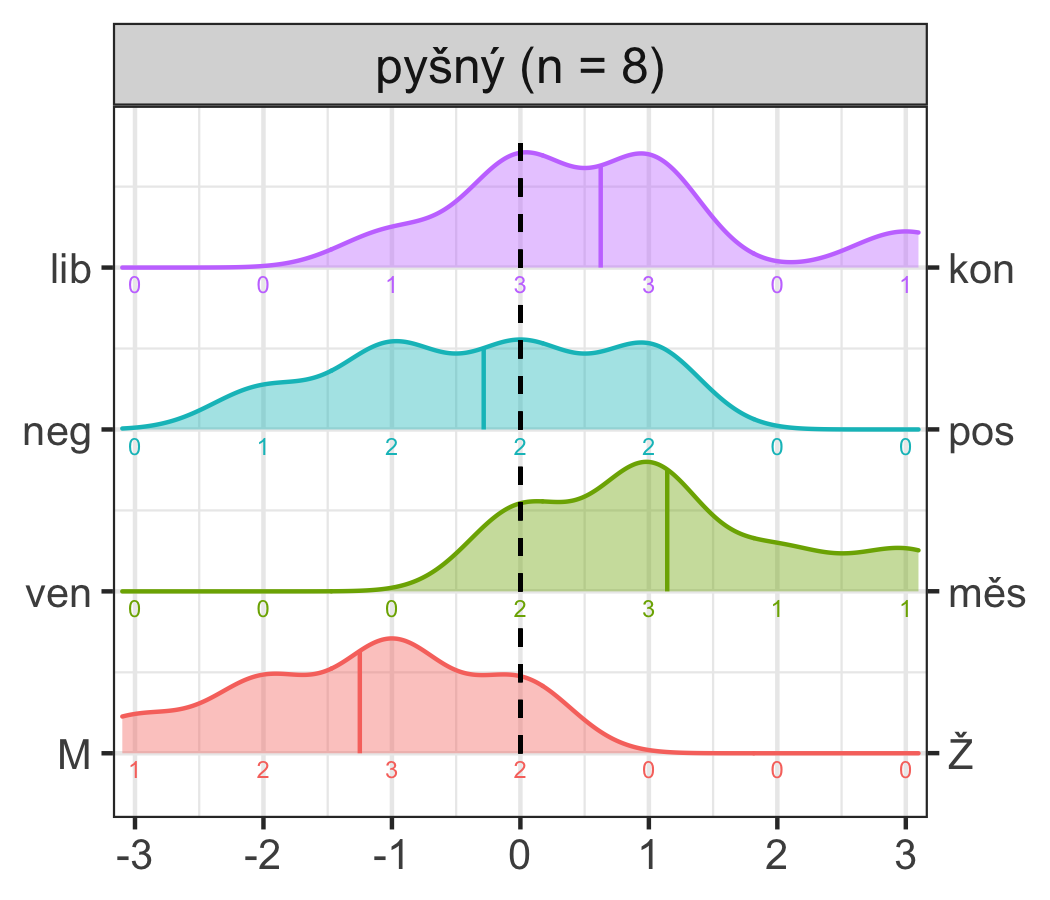 pyšný (n = 8)
lib kon
0 0 1 3 3 0 1
neg pos
0 1 2 2 2 0 0
ven měs
0 0 0 2 3 1 1
M Ž
1 2 3 2 0 0 0
-3 -2 -1 0 1 2 3